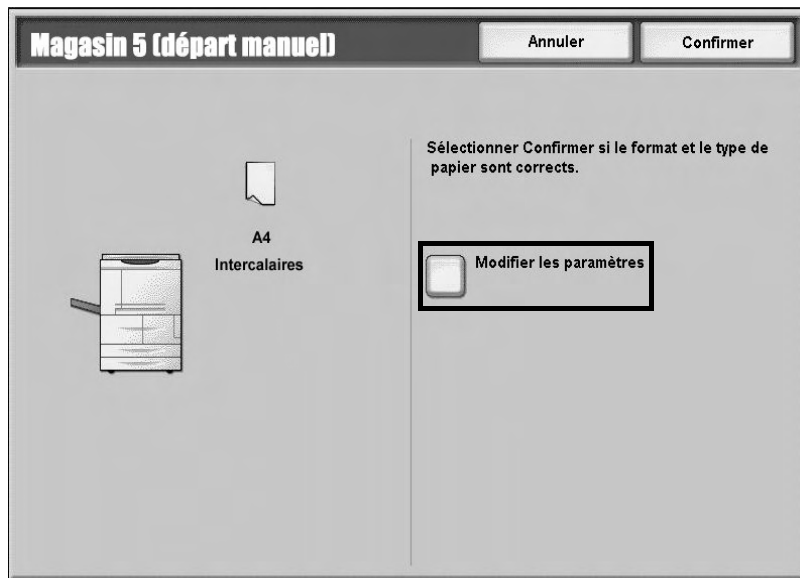 Magasin 5 (départ manuel)
Annuler
Confirmer
Sélectionner Confirmer si le format et le type de
papier sont corrects.
A4
Intercalaires
Modifier les paramètres